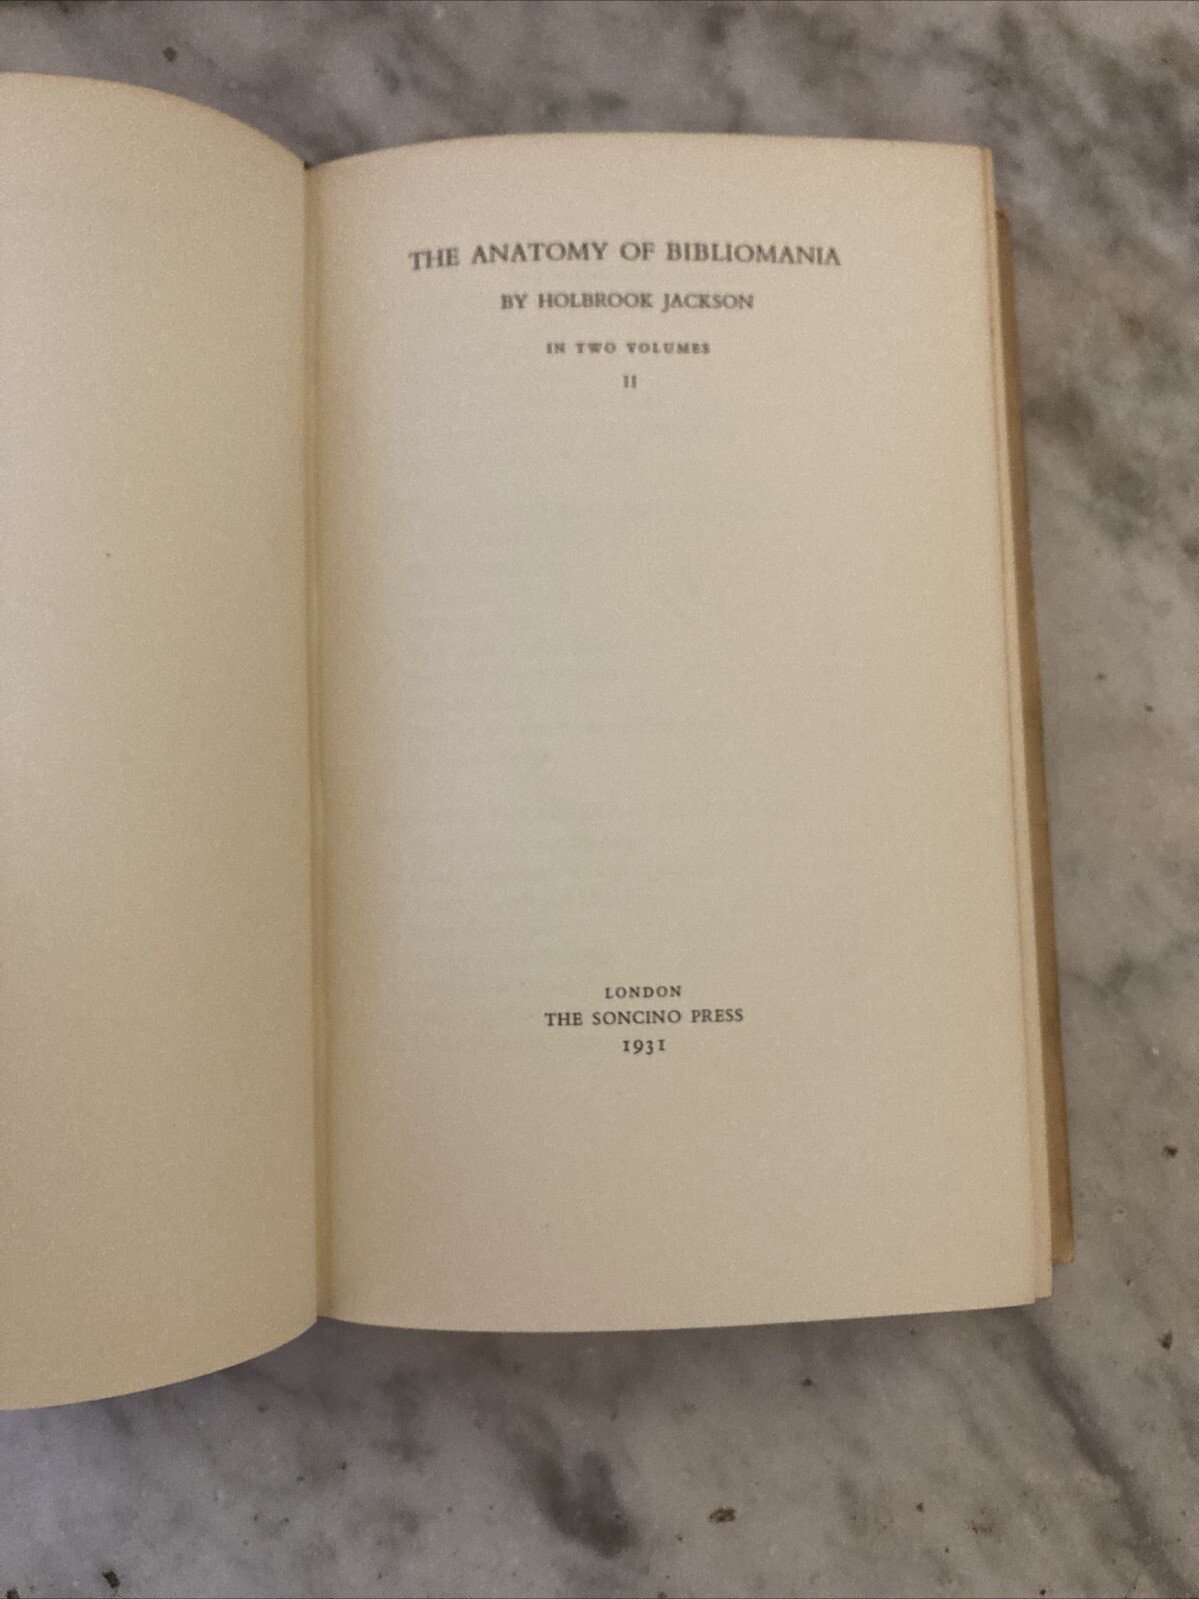 THE ANATOMY OF BIBLIOMANIA
BY HOLBROOK JACKSON
IN TWO VOLUMES
II
LONDON
THE SONCINO PRESS
1931